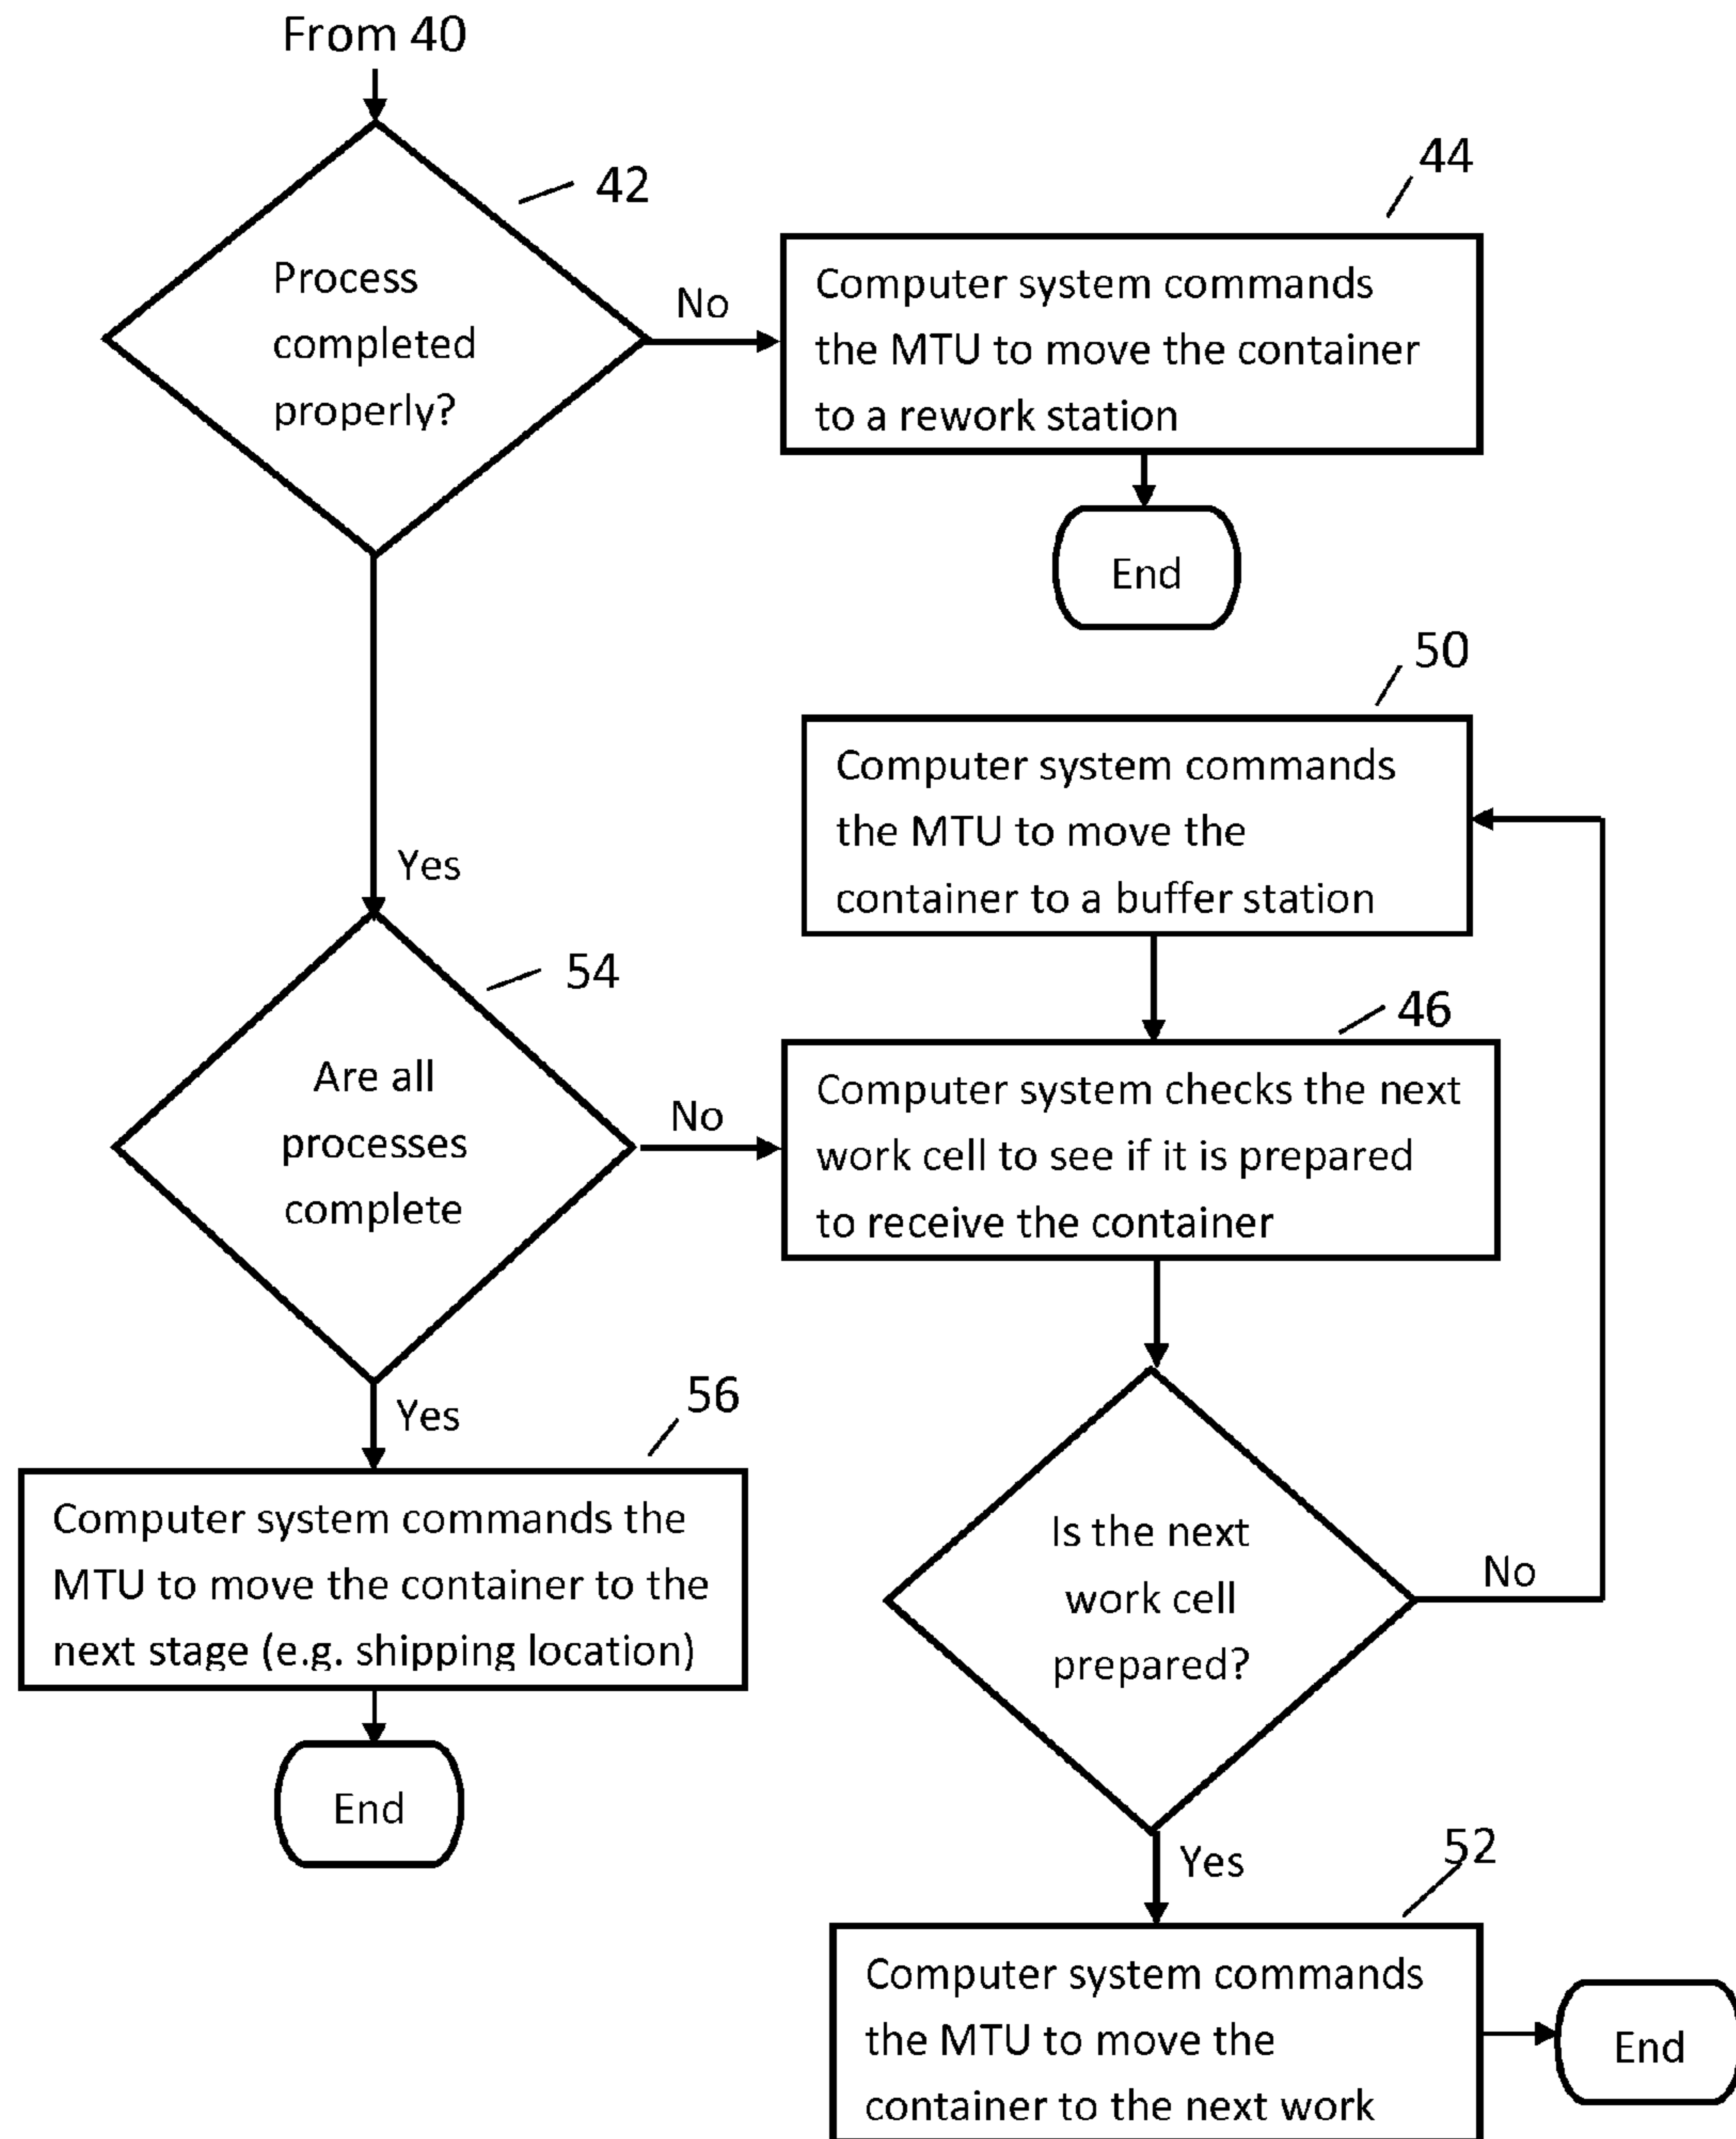 From 40
42
Process
completed
properly?
No
44
Computer system commands
the MTU to move the container
to a rework station
End
Yes
50
Computer system commands
the MTU to move the
container to a buffer station
54
Are all
processes
complete
No
46
Computer system checks the next
work cell to see if it is prepared
to receive the container
Yes
56
Computer system commands the
MTU to move the container to the
next stage (e.g. shipping location)
End
Is the next
work cell
prepared?
No
Yes
52
Computer system commands
the MTU to move the
container to the next work
End